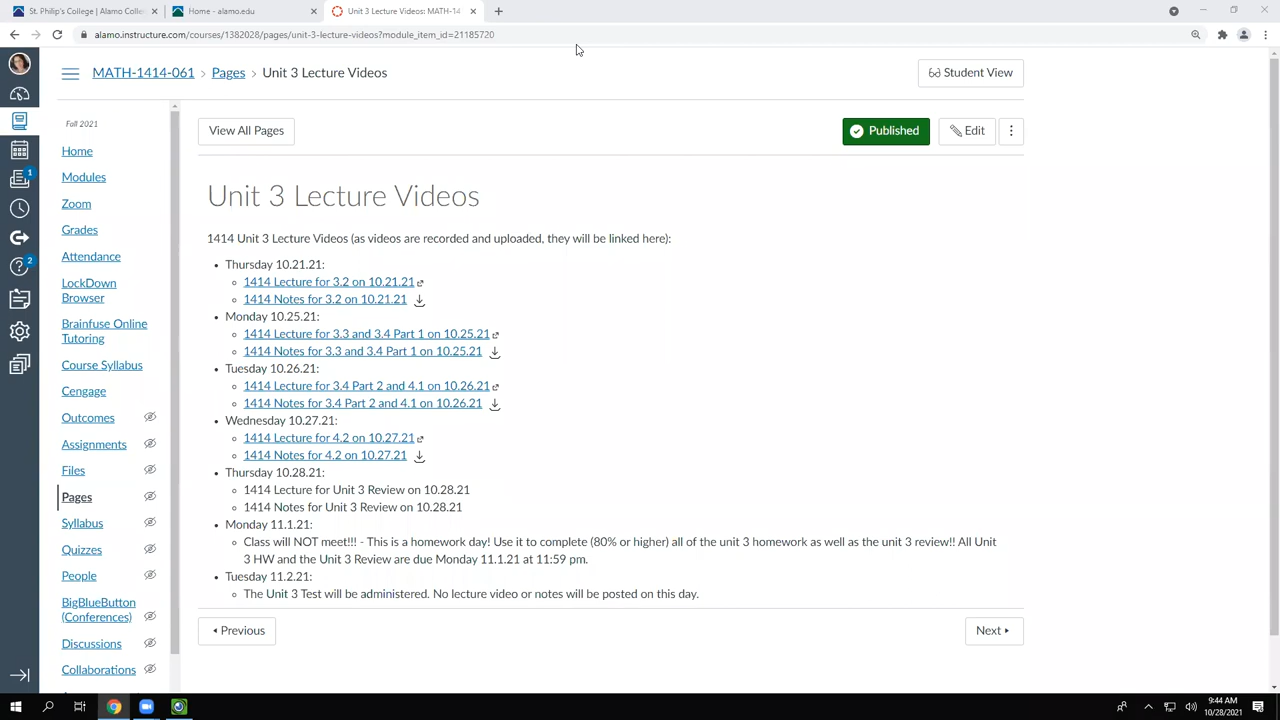 St. Philip's College | Alamo Colle
Home - alamo.edu
Unit 3 Lecture Videos: MATH-14
alamo.instructure.com/courses/1382028/pages/unit-3-lecture-videos?module_item_id=21185720
MATH-1414-061 > Pages > Unit 3 Lecture Videos
Student View
Fall 2021
View All Pages
Published
Edit
Home
Modules
Zoom
Grades
Attendance
LockDown
Browser
Brainfuse Online
Tutoring
Course Syllabus
Cengage
Outcomes
Assignments
Files
Pages
Syllabus
Quizzes
People
BigBlueButton
(Conferences)
Discussions
Collaborations
1
2
Unit 3 Lecture Videos
1414 Unit 3 Lecture Videos (as videos are recorded and uploaded, they will be linked here):
Thursday 10.21.21:
1414 Lecture for 3.2 on 10.21.21
1414 Notes for 3.2 on 10.21.21
Monday 10.25.21:
1414 Lecture for 3.3 and 3.4 Part 1 on 10.25.21
1414 Notes for 3.3 and 3.4 Part 1 on 10.25.21
Tuesday 10.26.21:
1414 Lecture for 3.4 Part 2 and 4.1 on 10.26.21
1414 Notes for 3.4 Part 2 and 4.1 on 10.26.21
Wednesday 10.27.21:
1414 Lecture for 4.2 on 10.27.21
1414 Notes for 4.2 on 10.27.21
Thursday 10.28.21:
1414 Lecture for Unit 3 Review on 10.28.21
1414 Notes for Unit 3 Review on 10.28.21
Monday 11.1.21:
Class will NOT meet!!! - This is a homework day! Use it to complete (80% or higher) all of the unit 3 homework as well as the unit 3 review!! All Unit
3 HW and the Unit 3 Review are due Monday 11.1.21 at 11:59 pm.
Tuesday 11.2.21:
The Unit 3 Test will be administered. No lecture video or notes will be posted on this day.
Previous
Next
9:44 AM
10/28/2021